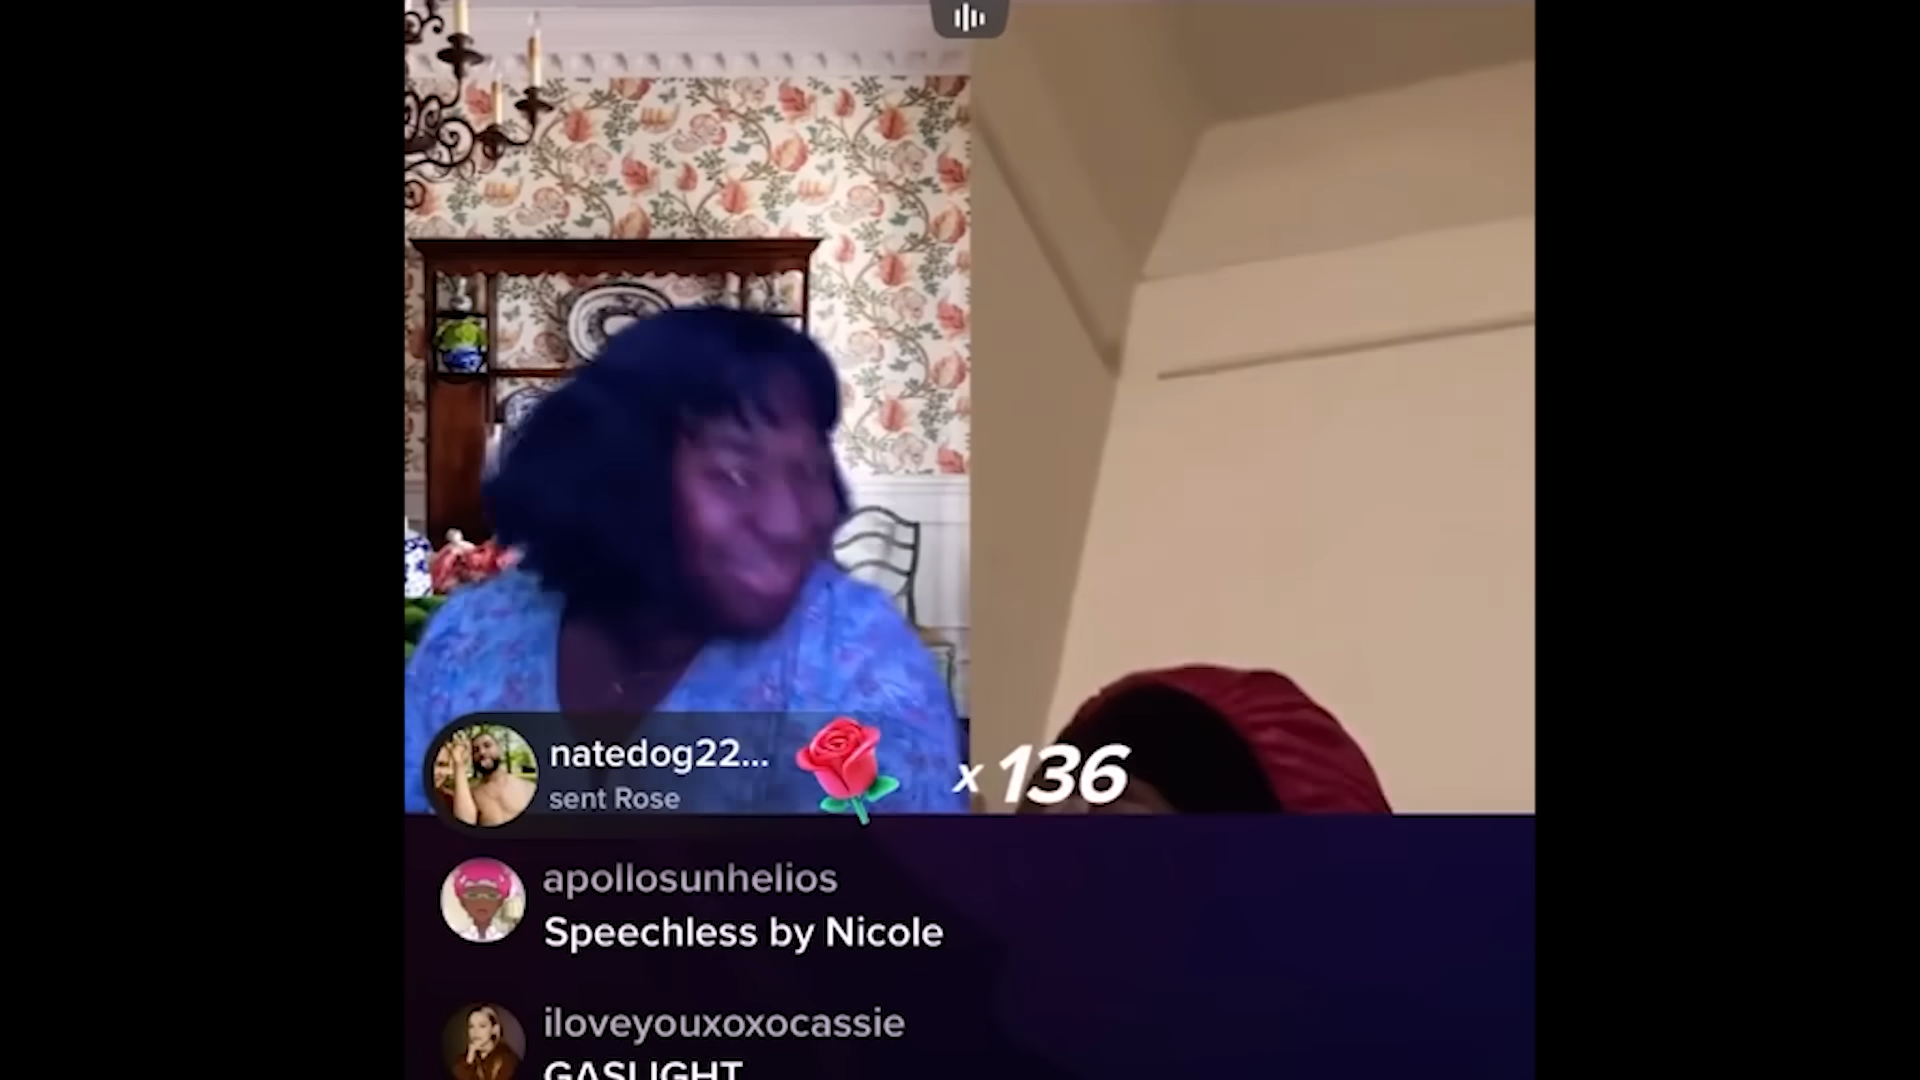 natedog22...
sent Rose
x 136
apollosunhelios
Speechless by Nicole
iloveyouxoxocassie
GASLIGHT